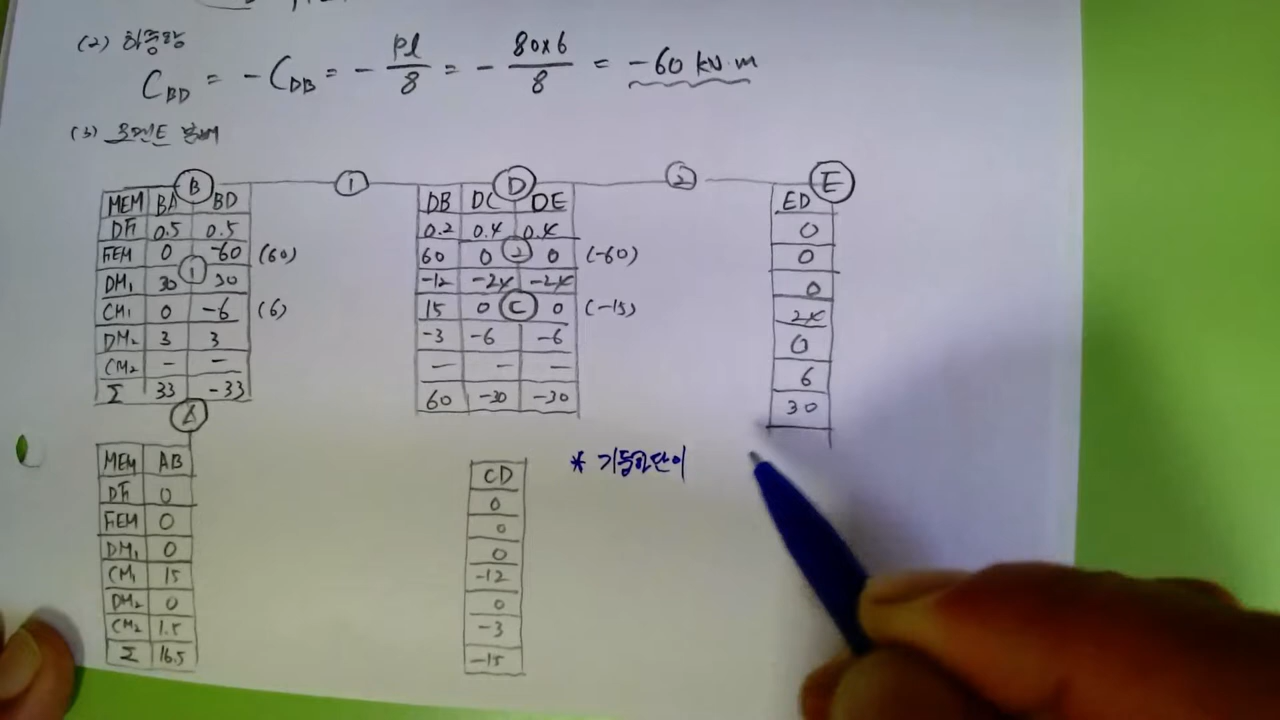 (2) 하중항
C_BD = -C_DB = - Pl/8 = - 80×6/8 = -60 kN·m
(3) 모멘트 분배
B ① D ② E
MEM BA BD
DF 0.5 0.5
FEM 0 -60 (60)
①
DM₁ 30 30
CM₁ 0 -6 (6)
DM₂ 3 3
CM₂ - -
Σ 33 -33
DB DC DE
0.2 0.4 0.4
60 0 ② 0 (-60)
-12 -24 -24
15 0 C 0 (-15)
-3 -6 -6
- - -
60 -30 -30
ED
0
0
0
24
0
6
30
A
MEM AB
DF 0
FEM 0
DM₁ 0
CM₁ 15
DM₂ 0
CM₂ 1.5
Σ 16.5
CD
0
0
0
-12
0
-3
-15
* 기둥하단이